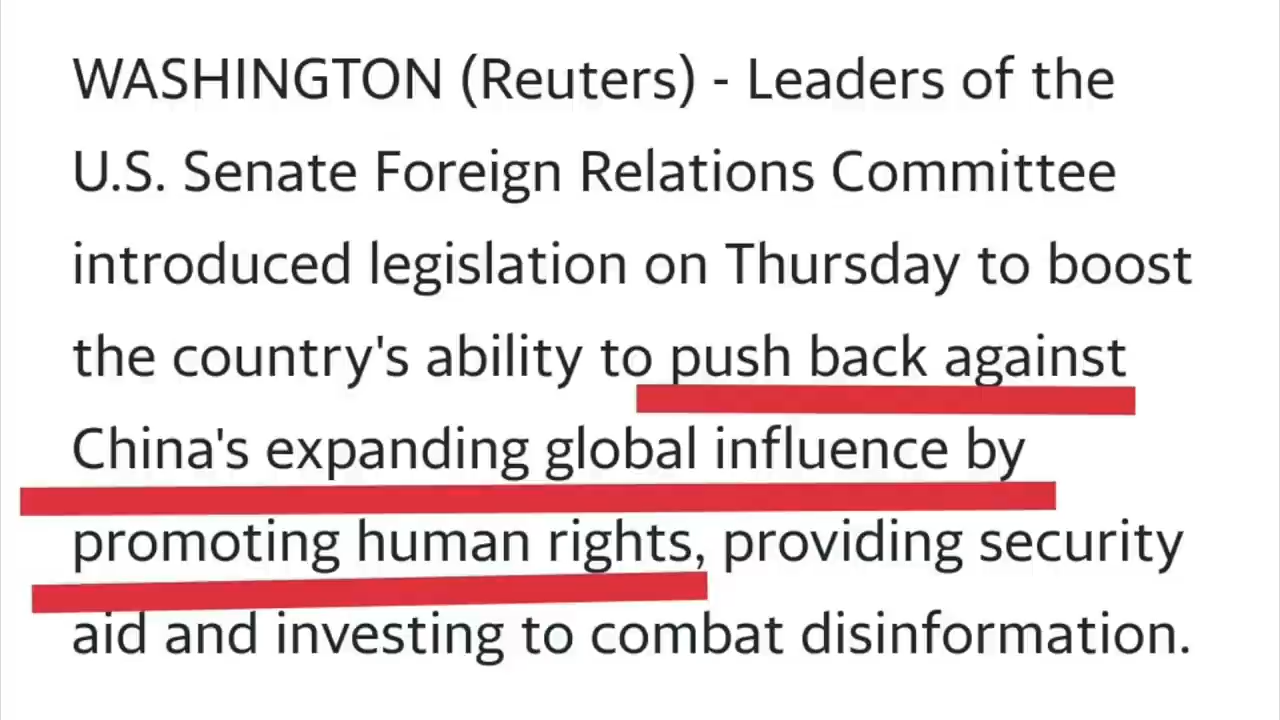 WASHINGTON (Reuters) - Leaders of the
U.S. Senate Foreign Relations Committee
introduced legislation on Thursday to boost
the country's ability to push back against
China's expanding global influence by
promoting human rights, providing security
aid and investing to combat disinformation.